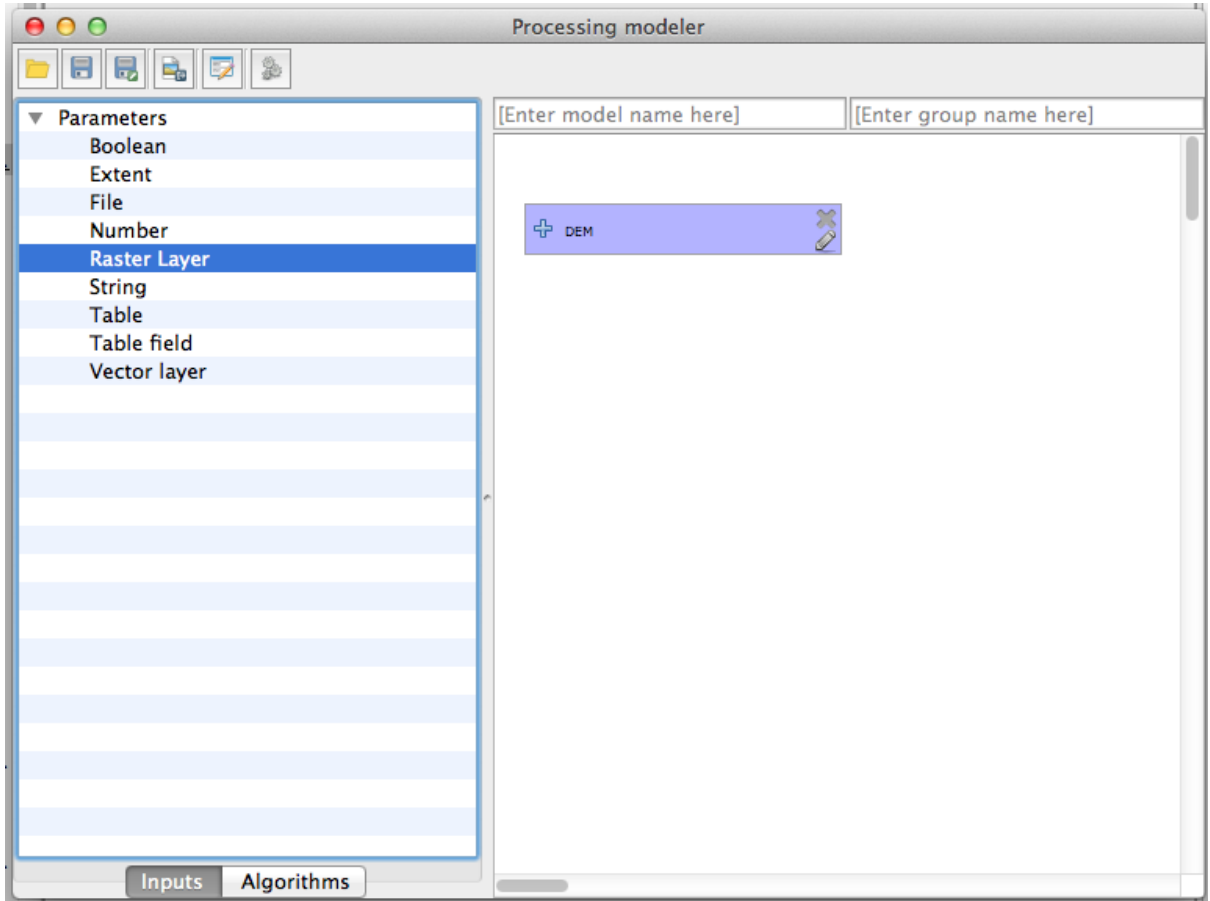 Processing modeler
Parameters
Boolean
Extent
File
Number
Raster Layer
String
Table
Table field
Vector layer
Inputs Algorithms
[Enter model name here] [Enter group name here]
DEM